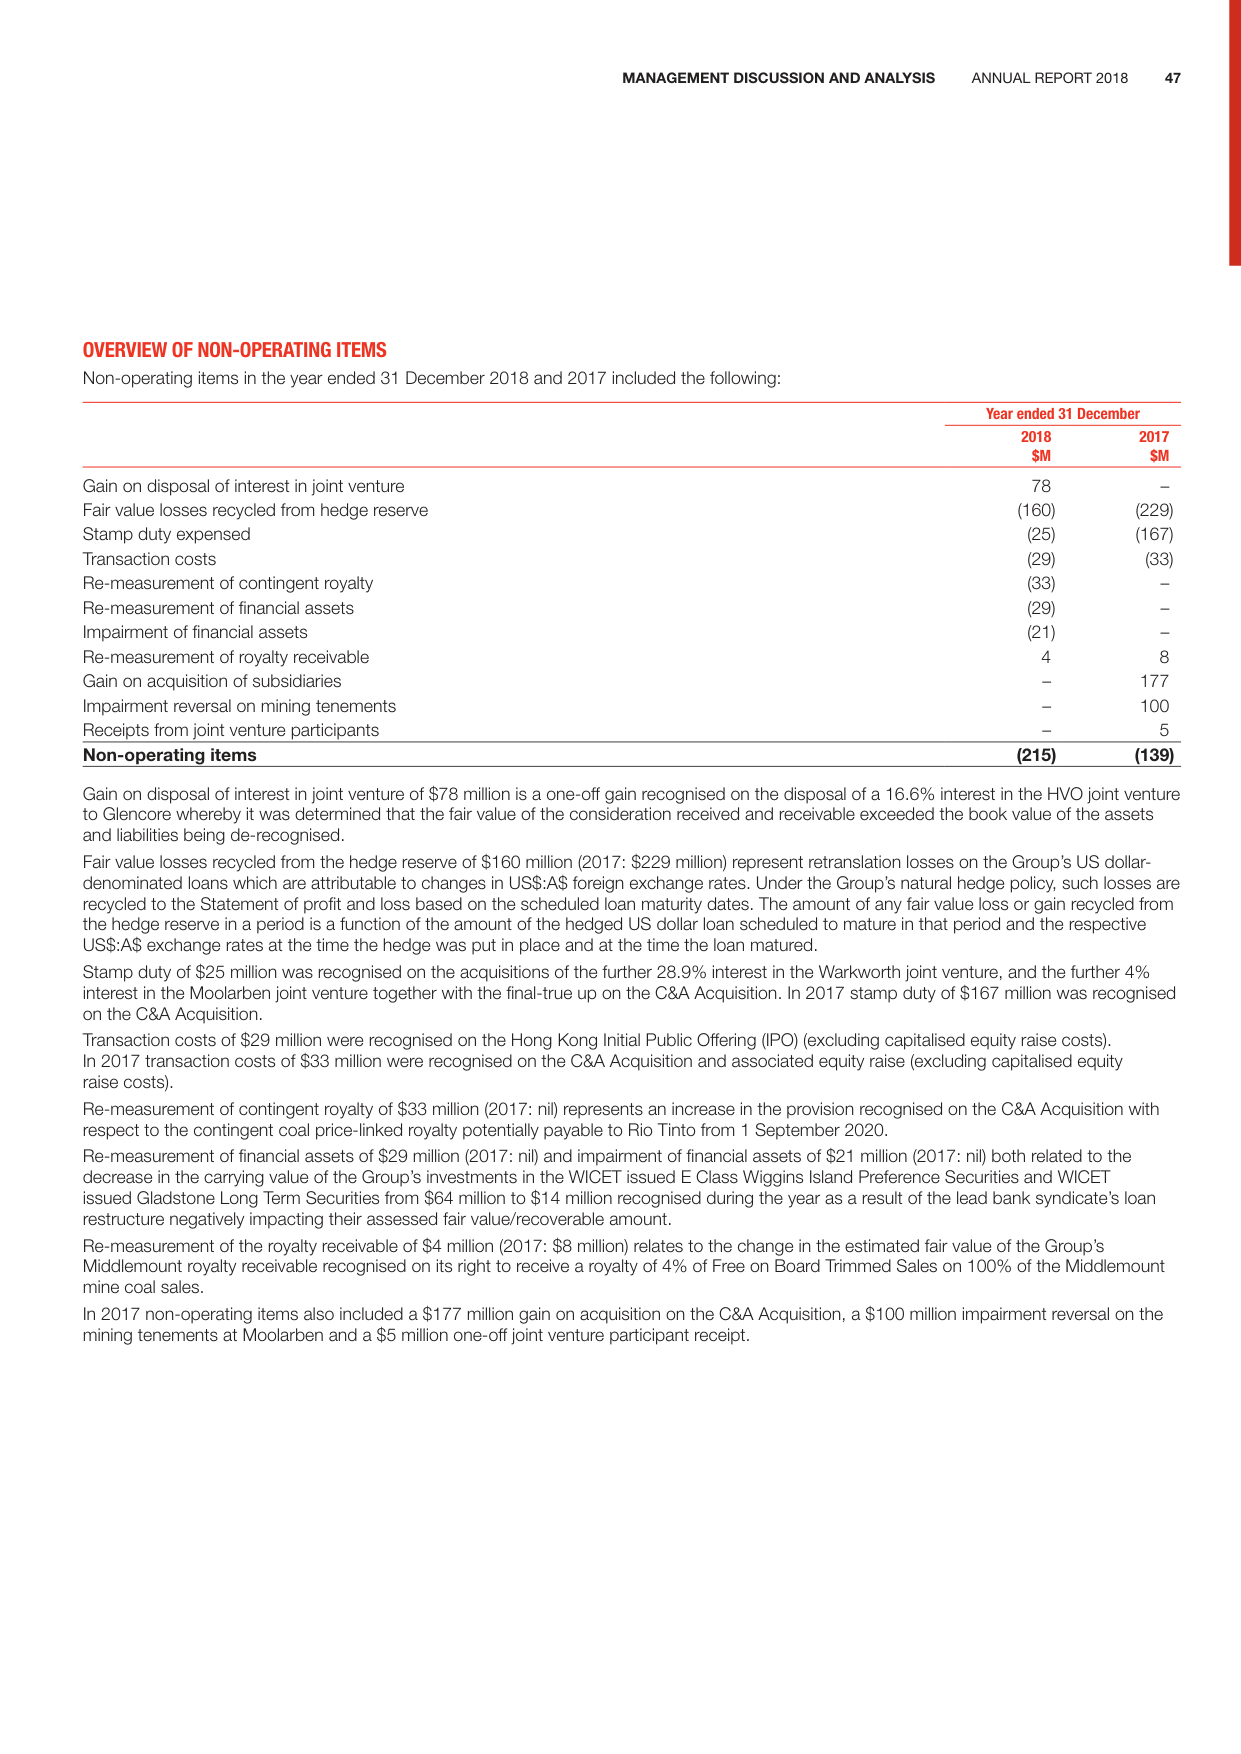 MANAGEMENT DISCUSSION AND ANALYSIS ANNUAL REPORT 2018 47
OVERVIEW OF NON-OPERATING ITEMS
Non-operating items in the year ended 31 December 2018 and 2017 included the following:
Year ended 31 December
2018 2017
$M $M
Gain on disposal of interest in joint venture 78 –
Fair value losses recycled from hedge reserve (160) (229)
Stamp duty expensed (25) (167)
Transaction costs (29) (33)
Re-measurement of contingent royalty (33) –
Re-measurement of financial assets (29) –
Impairment of financial assets (21) –
Re-measurement of royalty receivable 4 8
Gain on acquisition of subsidiaries – 177
Impairment reversal on mining tenements – 100
Receipts from joint venture participants – 5
Non-operating items (215) (139)
Gain on disposal of interest in joint venture of $78 million is a one-off gain recognised on the disposal of a 16.6% interest in the HVO joint venture
to Glencore whereby it was determined that the fair value of the consideration received and receivable exceeded the book value of the assets
and liabilities being de-recognised.
Fair value losses recycled from the hedge reserve of $160 million (2017: $229 million) represent retranslation losses on the Group’s US dollar-
denominated loans which are attributable to changes in US$:A$ foreign exchange rates. Under the Group’s natural hedge policy, such losses are
recycled to the Statement of profit and loss based on the scheduled loan maturity dates. The amount of any fair value loss or gain recycled from
the hedge reserve in a period is a function of the amount of the hedged US dollar loan scheduled to mature in that period and the respective
US$:A$ exchange rates at the time the hedge was put in place and at the time the loan matured.
Stamp duty of $25 million was recognised on the acquisitions of the further 28.9% interest in the Warkworth joint venture, and the further 4%
interest in the Moolarben joint venture together with the final-true up on the C&A Acquisition. In 2017 stamp duty of $167 million was recognised
on the C&A Acquisition.
Transaction costs of $29 million were recognised on the Hong Kong Initial Public Offering (IPO) (excluding capitalised equity raise costs).
In 2017 transaction costs of $33 million were recognised on the C&A Acquisition and associated equity raise (excluding capitalised equity
raise costs).
Re-measurement of contingent royalty of $33 million (2017: nil) represents an increase in the provision recognised on the C&A Acquisition with
respect to the contingent coal price-linked royalty potentially payable to Rio Tinto from 1 September 2020.
Re-measurement of financial assets of $29 million (2017: nil) and impairment of financial assets of $21 million (2017: nil) both related to the
decrease in the carrying value of the Group’s investments in the WICET issued E Class Wiggins Island Preference Securities and WICET
issued Gladstone Long Term Securities from $64 million to $14 million recognised during the year as a result of the lead bank syndicate’s loan
restructure negatively impacting their assessed fair value/recoverable amount.
Re-measurement of the royalty receivable of $4 million (2017: $8 million) relates to the change in the estimated fair value of the Group’s
Middlemount royalty receivable recognised on its right to receive a royalty of 4% of Free on Board Trimmed Sales on 100% of the Middlemount
mine coal sales.
In 2017 non-operating items also included a $177 million gain on acquisition on the C&A Acquisition, a $100 million impairment reversal on the
mining tenements at Moolarben and a $5 million one-off joint venture participant receipt.